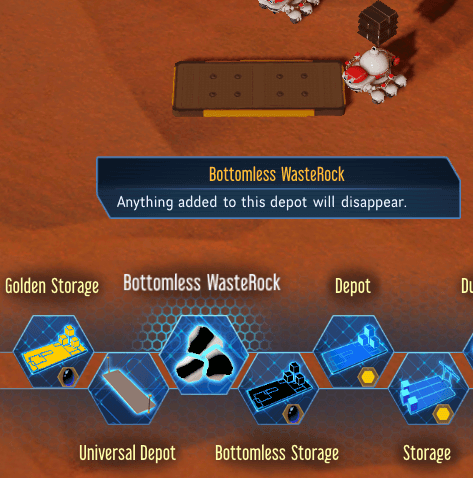 Bottomless WasteRock
Anything added to this depot will disappear.
Golden Storage
Bottomless WasteRock
Depot
Du
Universal Depot
Bottomless Storage
Storage